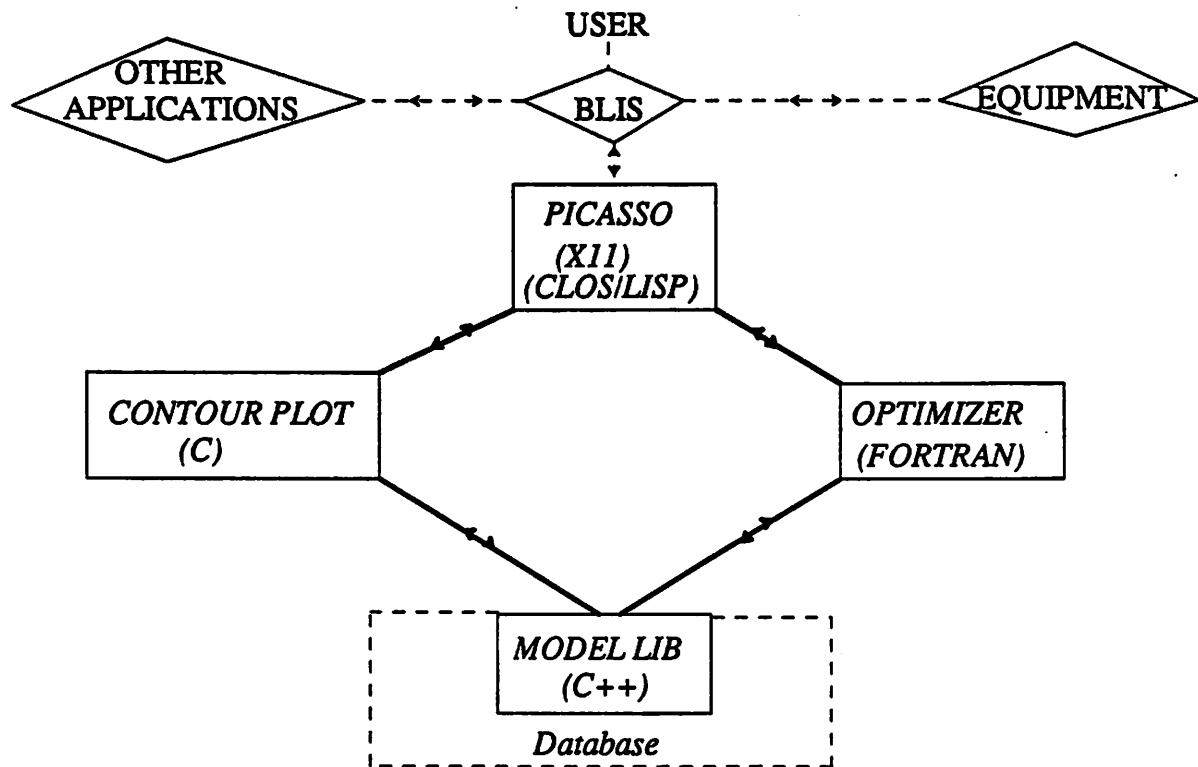 USER
OTHER
APPLICATIONS
BLIS
EQUIPMENT
PICASSO
(X11)
(CLOS/LISP)
CONTOUR PLOT
(C)
OPTIMIZER
(FORTRAN)
MODEL LIB
(C++)
Database